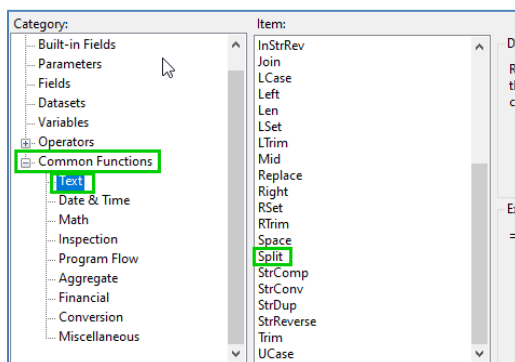 Category:
Built-in Fields
Parameters
Fields
Datasets
Variables
Operators
Common Functions
Text
Date & Time
Math
Inspection
Program Flow
Aggregate
Financial
Conversion
Miscellaneous
Item:
InStrRev
Join
LCase
Left
Len
LSet
LTrim
Mid
Replace
Right
RSet
RTrim
Space
Split
StrComp
StrConv
StrDup
StrReverse
Trim
UCase
D
R
th
c
E
=